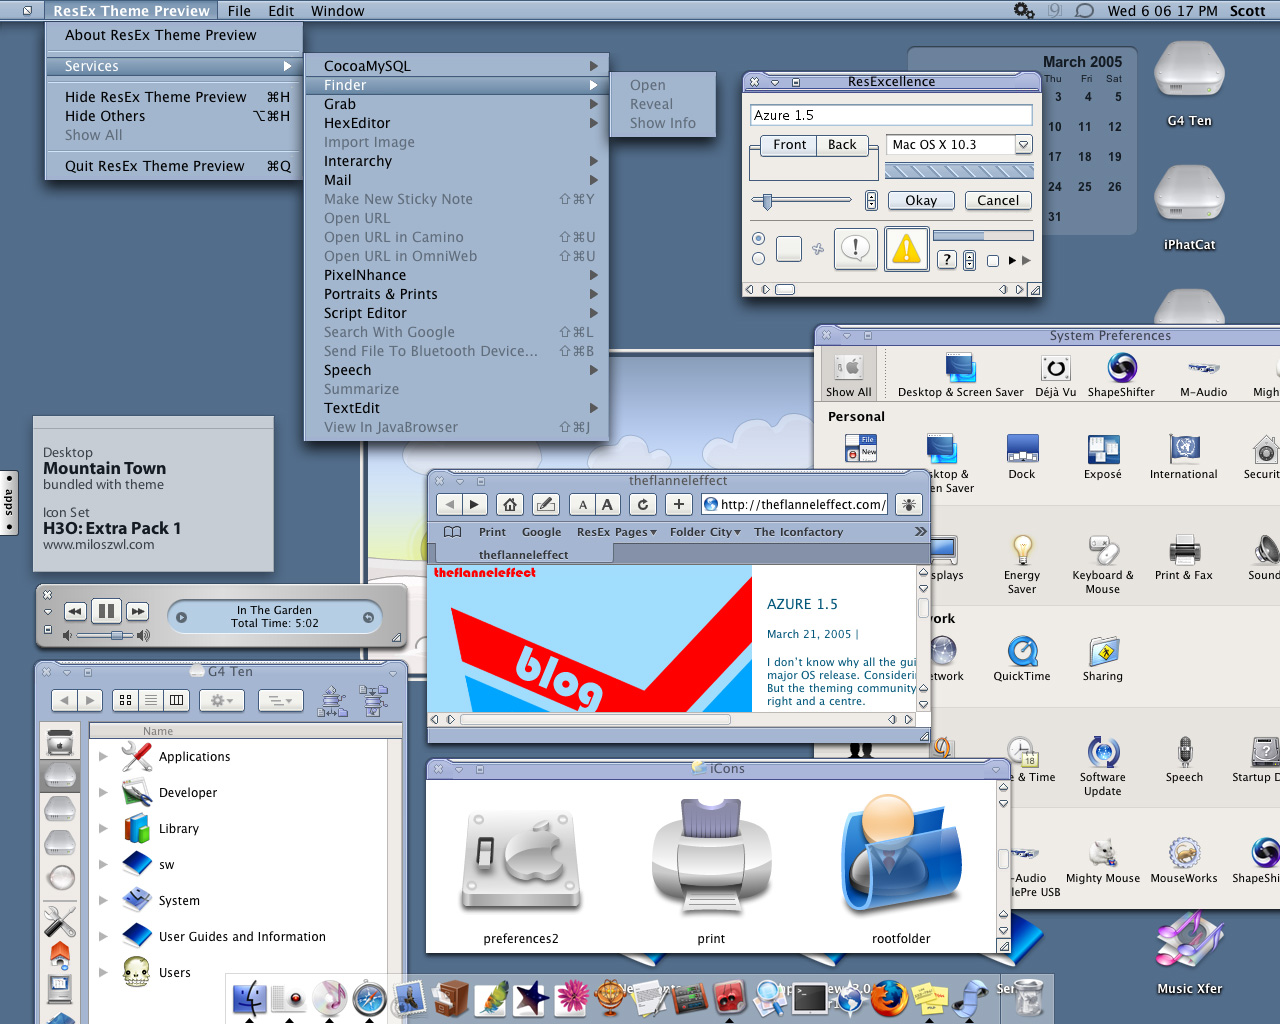 ResEx Theme Preview File Edit Window
Wed 6 06 17 PM Scott
About ResEx Theme Preview
Services
Hide ResEx Theme Preview ⌘H
Hide Others ⌥⌘H
Show All
Quit ResEx Theme Preview ⌘Q
CocoaMySQL
Finder
Grab
HexEditor
Import Image
Interarchy
Mail
Make New Sticky Note ⇧⌘Y
Open URL
Open URL in Camino ⇧⌘U
Open URL in OmniWeb ⇧⌘U
PixelNhance
Portraits & Prints
Script Editor
Search With Google ⇧⌘L
Send File To Bluetooth Device... ⇧⌘B
Speech
Summarize
TextEdit
View In JavaBrowser ⇧⌘J
Open
Reveal
Show Info
ResExcellence
Azure 1.5
Front Back
Mac OS X 10.3
Okay Cancel
?
March 2005
Thu Fri Sat
3 4 5
10 11 12
17 18 19
24 25 26
31
G4 Ten
iPhatCat
System Preferences
Show All
Desktop & Screen Saver
Déjà Vu
ShapeShifter
M-Audio
Migh
Personal
File
New
esktop &
en Saver
Dock
Exposé
International
Securit
splays
Energy
Saver
Keyboard &
Mouse
Print & Fax
Sound
ork
etwork
QuickTime
Sharing
18
e & Time
Software
Update
Speech
Startup D
-Audio
lePre USB
Mighty Mouse
MouseWorks
ShapeShi
apps
Desktop
Mountain Town
bundled with theme
Icon Set
H3O: Extra Pack 1
www.miloszwl.com
In The Garden
Total Time: 5:02
theflanneleffect
A A
http://theflanneleffect.com/
Print Google ResEx Pages Folder City The Iconfactory
theflanneleffect
theflanneleffect
blog
AZURE 1.5
March 21, 2005 |
I don't know why all the gui
major OS release. Considerin
But the theming community
right and a centre.
G4 Ten
Name
Applications
Developer
Library
sw
System
User Guides and Information
Users
iCons
preferences2
print
rootfolder
Music Xfer